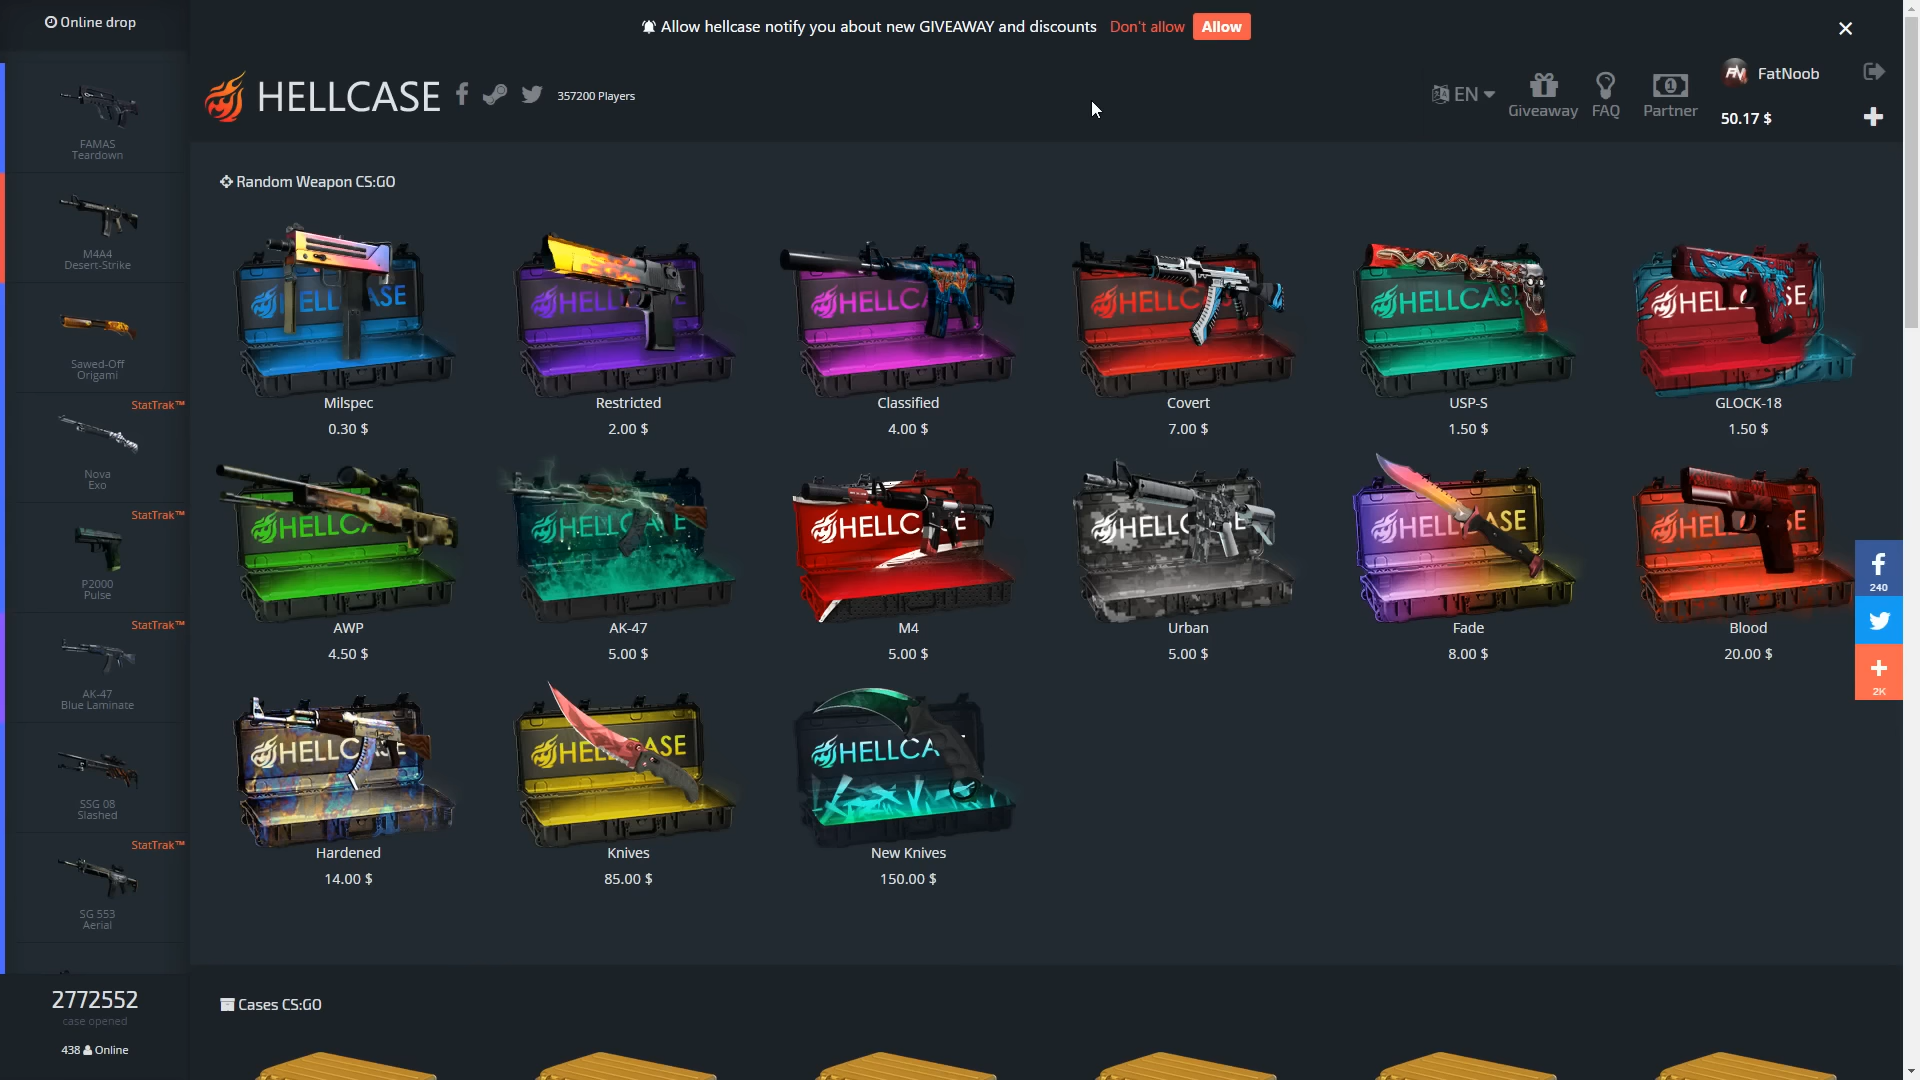 Online drop
Allow hellcase notify you about new GIVEAWAY and discounts Don't allow Allow
HELLCASE
357200 Players
EN
Giveaway
FAQ
Partner
FatNoob
50.17 $
FAMAS
Teardown
M4A4
Desert-Strike
Sawed-Off
Origami
StatTrak™
Nova
Exo
StatTrak™
P2000
Pulse
StatTrak™
AK-47
Blue Laminate
SSG 08
Slashed
StatTrak™
SG 553
Aerial
2772552
case opened
438 Online
Random Weapon CS:GO
Milspec
0.30 $
Restricted
2.00 $
Classified
4.00 $
Covert
7.00 $
USP-S
1.50 $
GLOCK-18
1.50 $
AWP
4.50 $
AK-47
5.00 $
M4
5.00 $
Urban
5.00 $
Fade
8.00 $
Blood
20.00 $
Hardened
14.00 $
Knives
85.00 $
New Knives
150.00 $
240
2K
Cases CS:GO